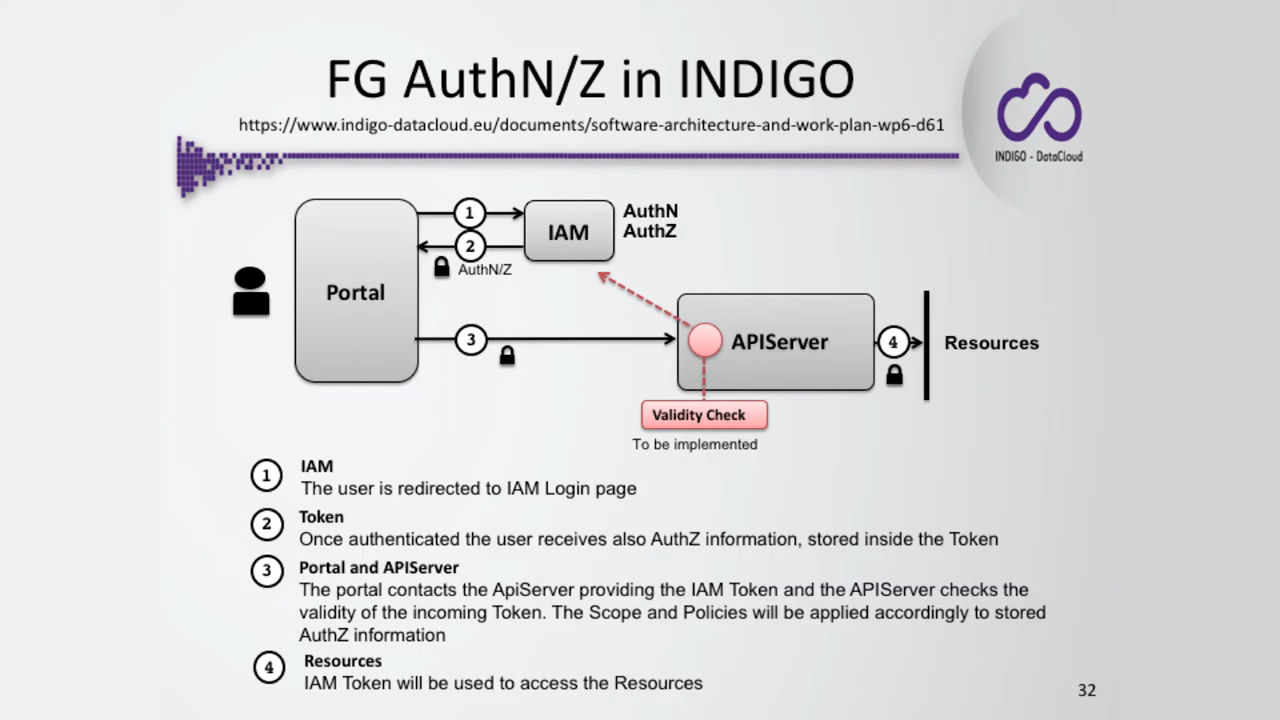 FG AuthN/Z in INDIGO
https://www.indigo-datacloud.eu/documents/software-architecture-and-work-plan-wp6-d61
INDIGO - DataCloud
1
IAM
AuthN
AuthZ
2
AuthN/Z
Portal
3
APIServer
4
Resources
Validity Check
To be implemented
1
IAM
The user is redirected to IAM Login page
2
Token
Once authenticated the user receives also AuthZ information, stored inside the Token
3
Portal and APIServer
The portal contacts the ApiServer providing the IAM Token and the APIServer checks the
validity of the incoming Token. The Scope and Policies will be applied accordingly to stored
AuthZ information
4
Resources
IAM Token will be used to access the Resources
32